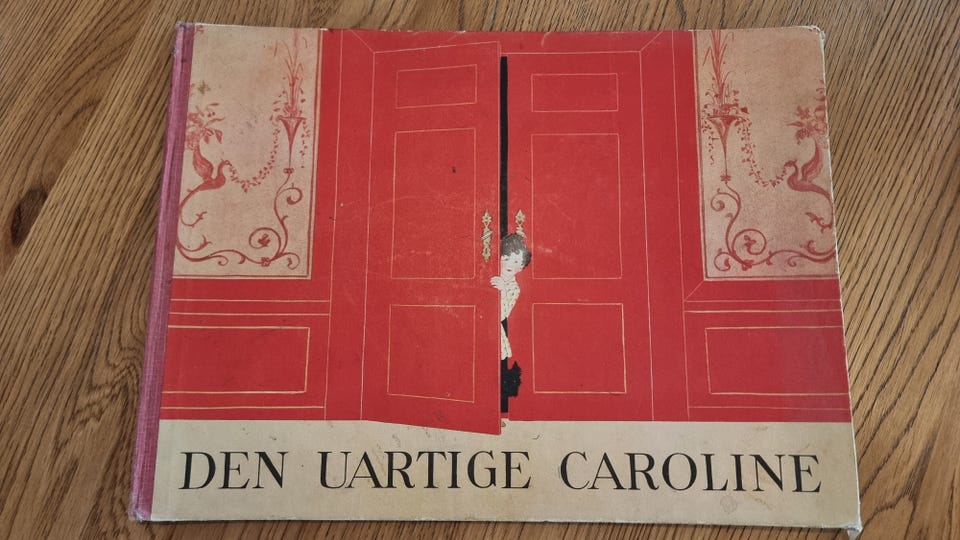 DEN UARTIGE CAROLINE